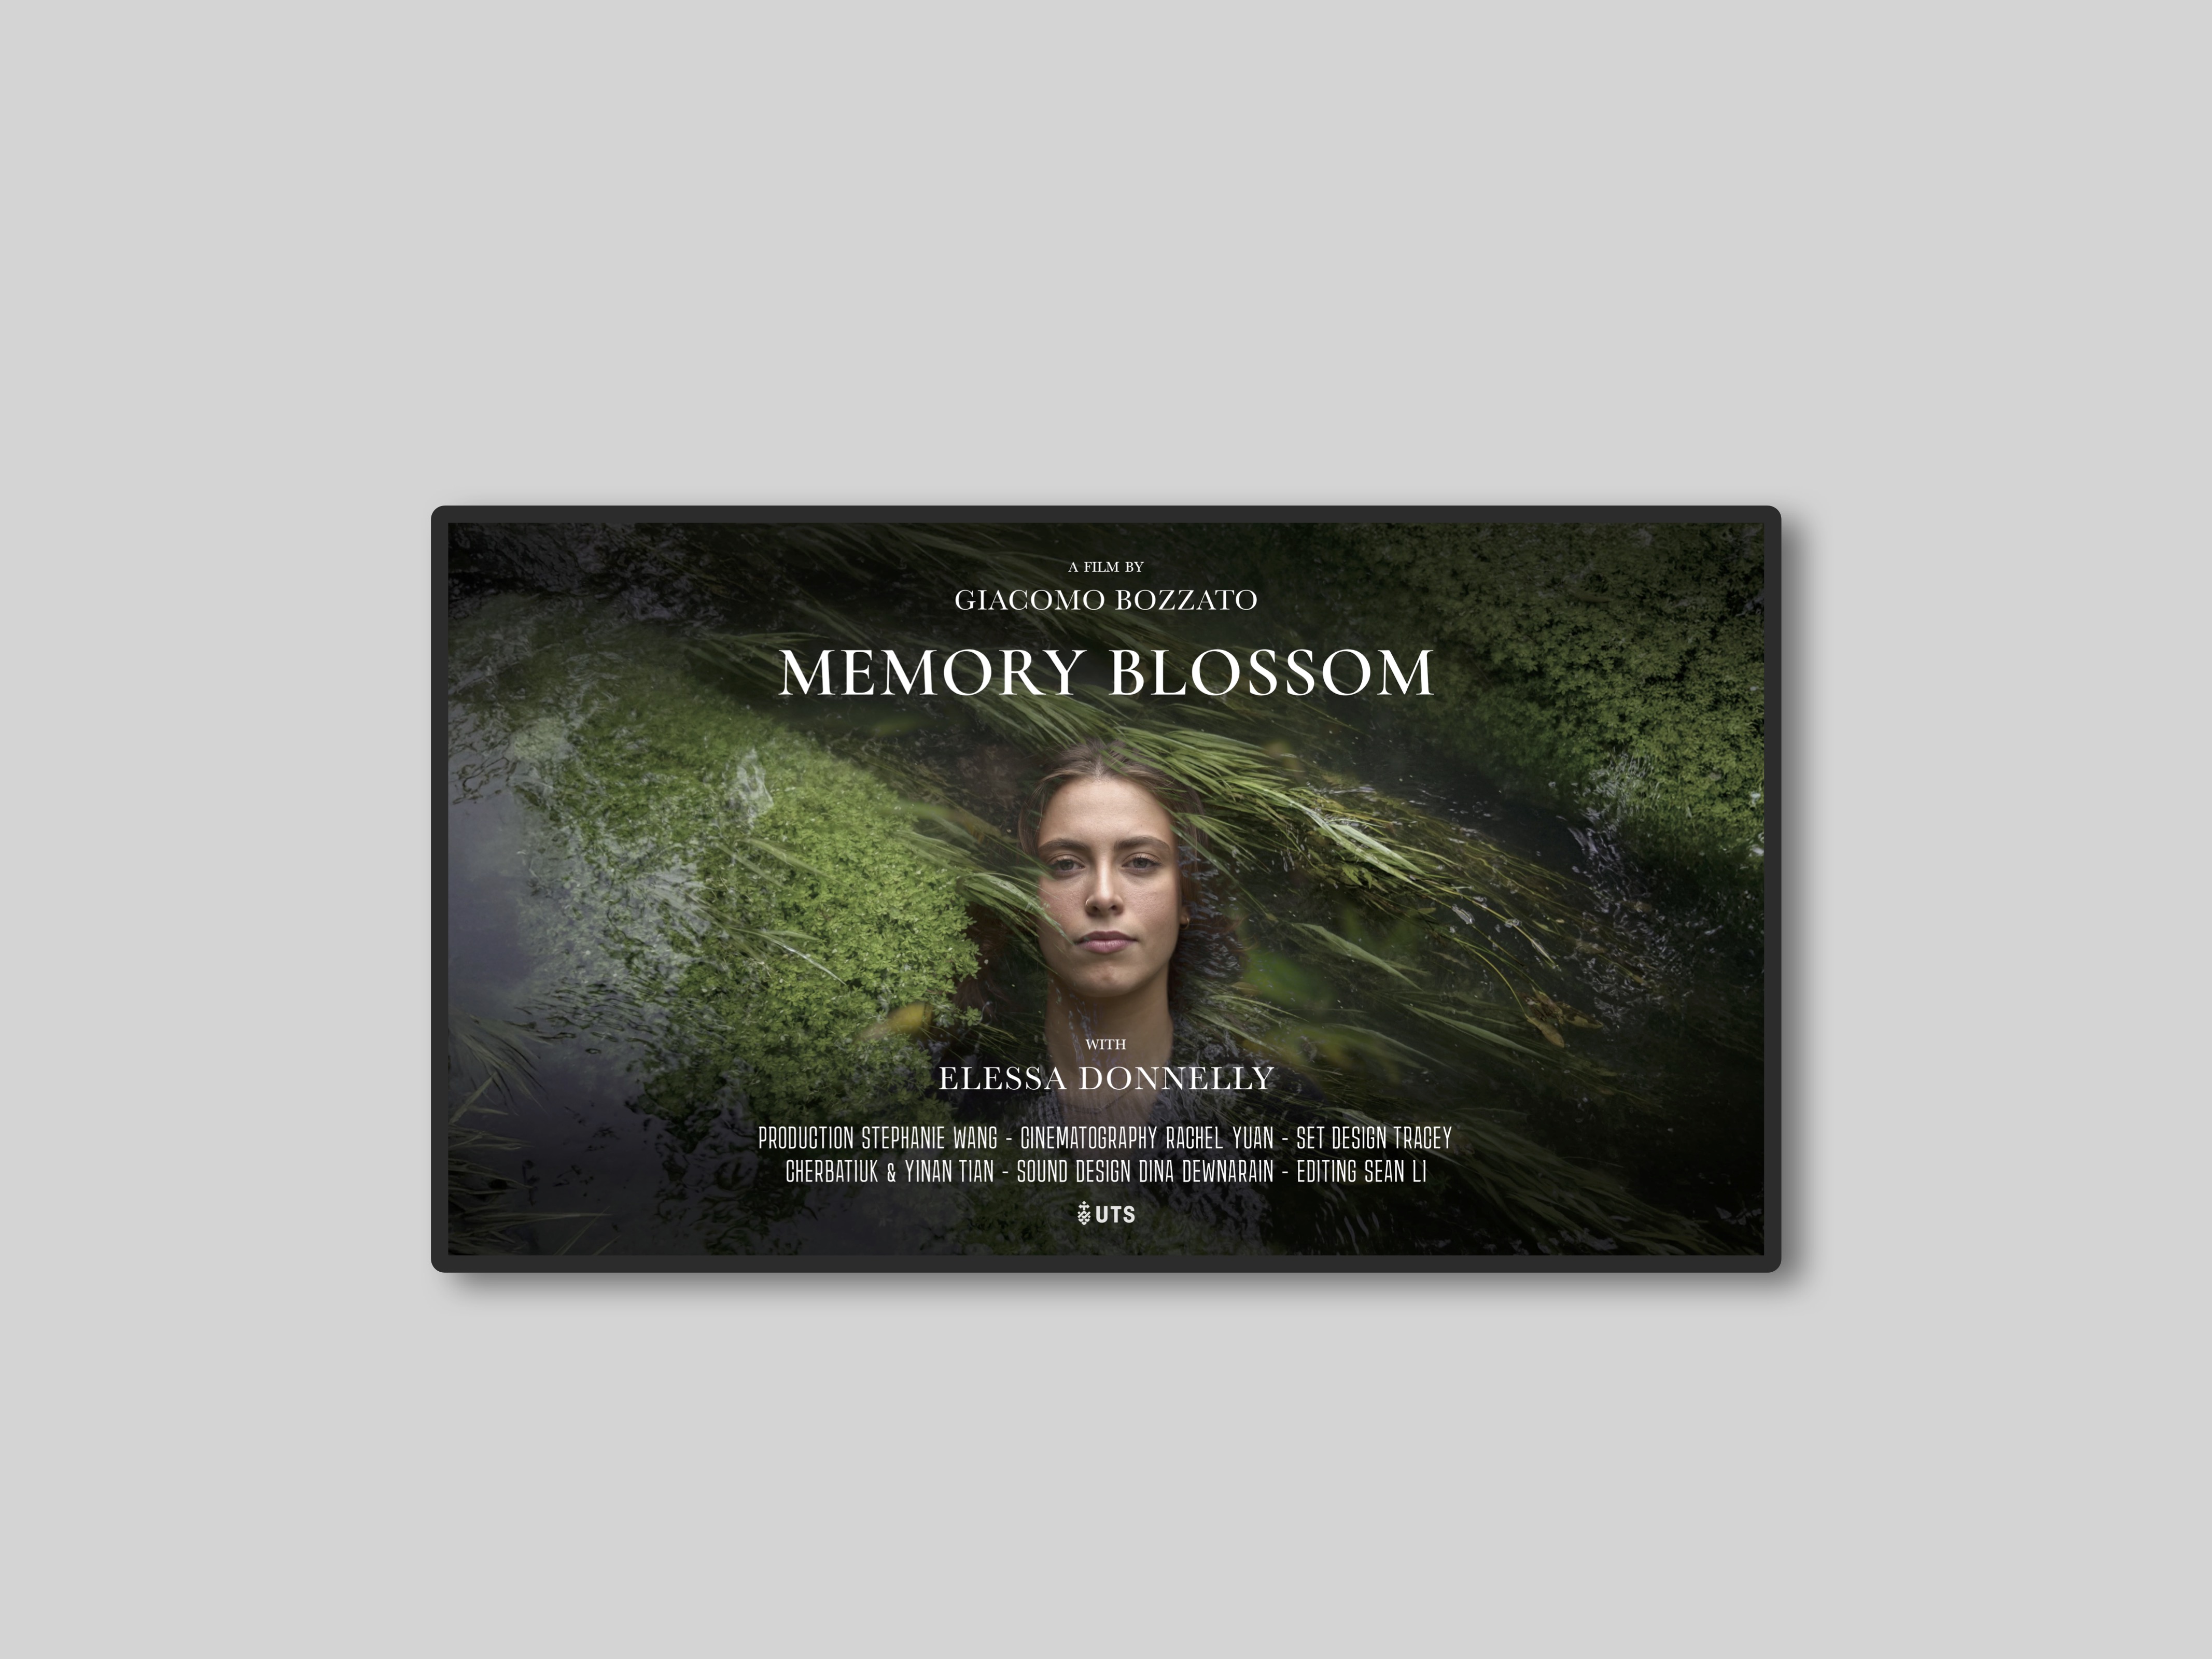 A FILM BY
GIACOMO BOZZATO
MEMORY BLOSSOM
WITH
ELESSA DONNELLY
PRODUCTION STEPHANIE WANG - CINEMATOGRAPHY RACHEL YUAN - SET DESIGN TRACEY
CHERBATIUK & YINAN TIAN - SOUND DESIGN DINA DEWNARAIN - EDITING SEAN LI
UTS